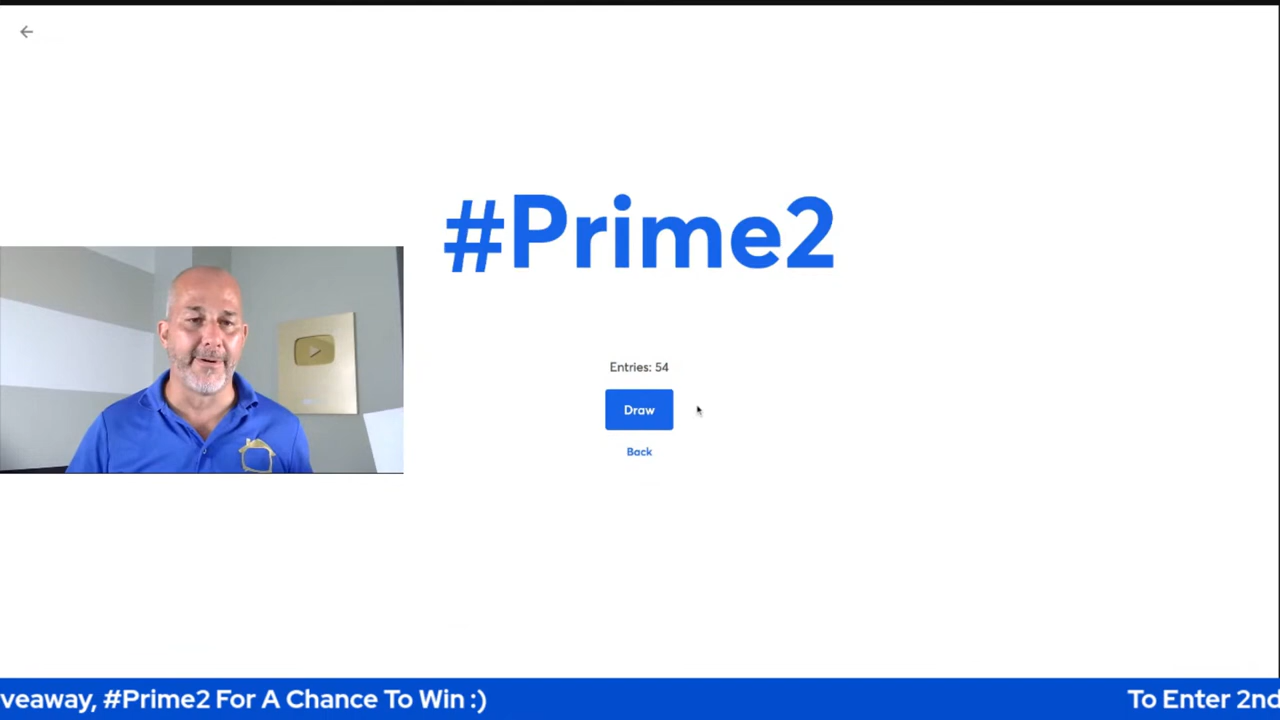 #Prime2
Entries: 54
Draw
Back
veaway, #Prime2 For A Chance To Win :)
To Enter 2nd